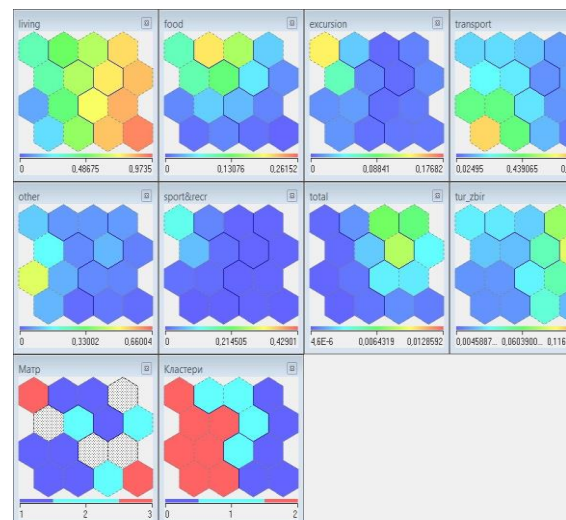 living food excursion transport
0 0,48675 0,9735 0 0,13076 0,26152 0 0,08841 0,17682 0,02495 0,439065 0,
other sport&recr total tur_zbir
0 0,33002 0,66004 0 0,214505 0,42901 4,6E-6 0,0064319 0,0128592 0,0045887... 0,0603900... 0,116
Матр Кластери
1 2 3 0 1 2